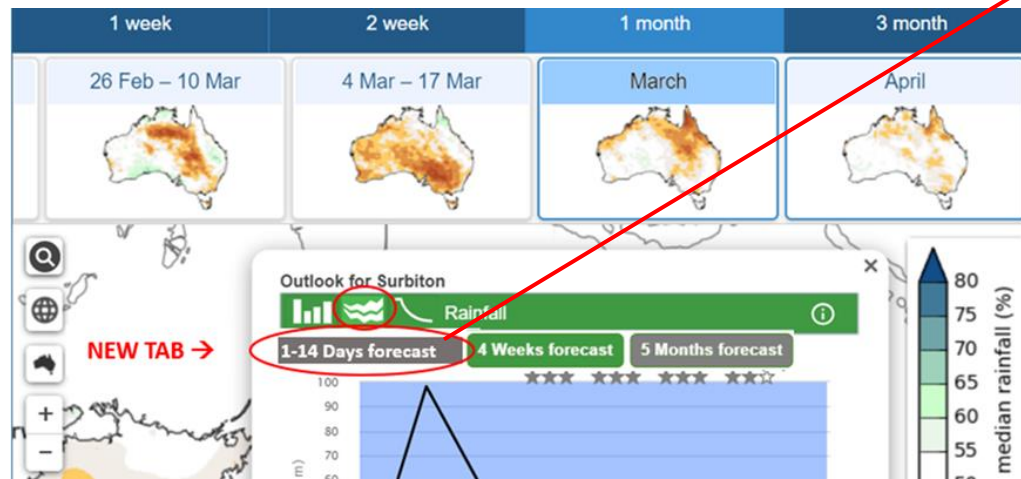 1 week 2 week 1 month 3 month
26 Feb – 10 Mar 4 Mar – 17 Mar March April
Outlook for Surbiton ×
Rainfall
NEW TAB →
1-14 Days forecast 4 Weeks forecast 5 Months forecast
100
90
80
70
80
75
70
65
60
55
median rainfall (%)
+
−